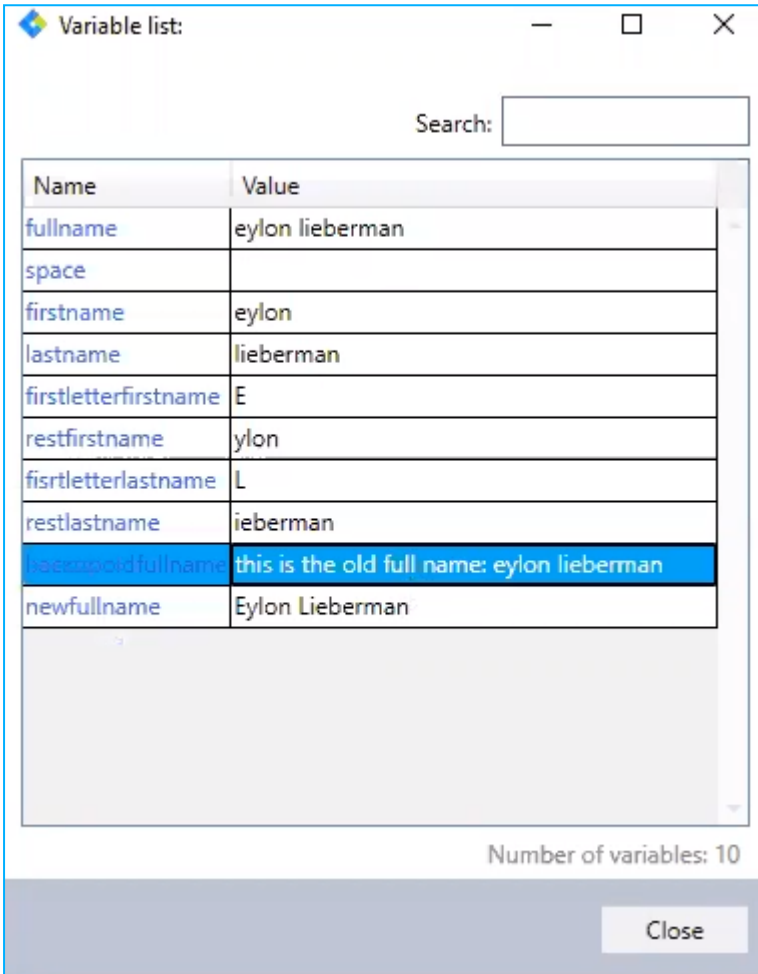 Variable list:
Search:
Name Value
fullname eylon lieberman
space
firstname eylon
lastname lieberman
firstletterfirstname E
restfirstname ylon
fisrtletterlastname L
restlastname ieberman
backupoldfullname this is the old full name: eylon lieberman
newfullname Eylon Lieberman
Number of variables: 10
Close